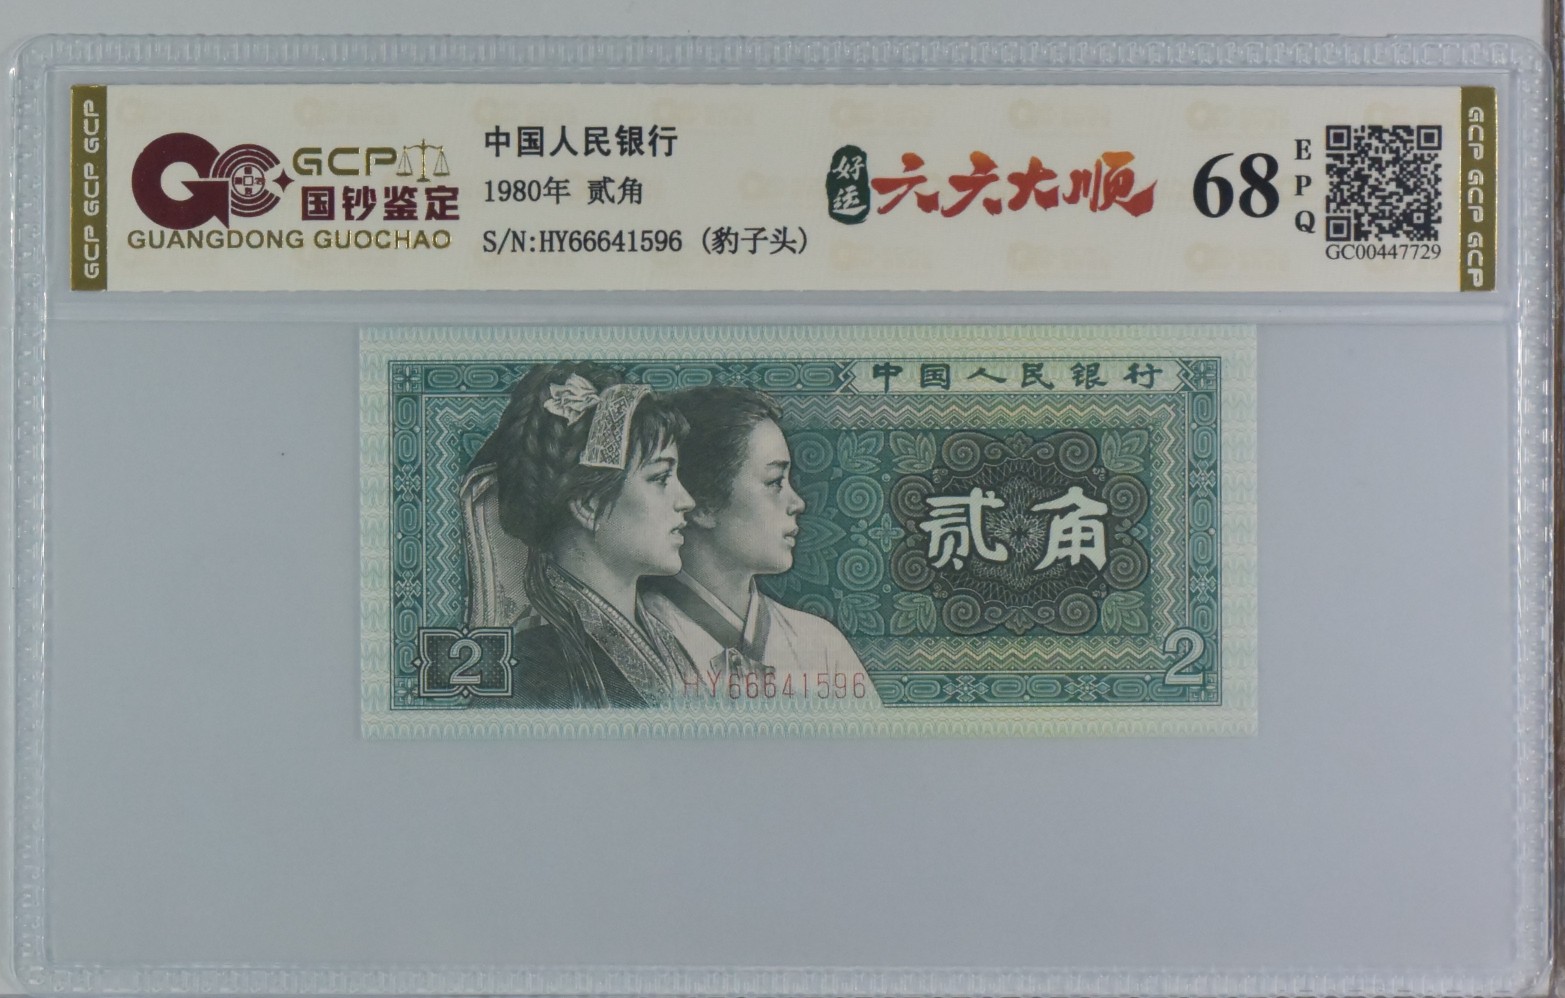 GCP GCP GCP
GCP
国钞鉴定
GUANGDONG GUOCHAO
中国人民银行
1980年 贰角
S/N:HY66641596 (豹子头)
好运
六六大顺
68
EPQ
GC00447729
GCP GCP GCP
中国人民银行
贰角
2
2
HY66641596